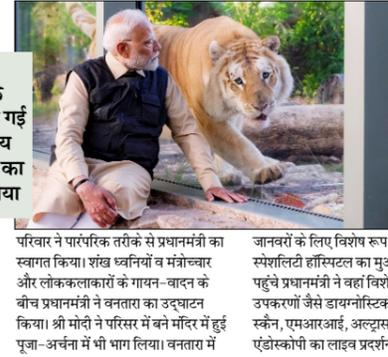 गई
य
का
या
परिवार ने पारंपरिक तरीके से प्रधानमंत्री का
स्वागत किया। शंख ध्वनियों व मंत्रोच्चार
और लोककलाकारों के गायन-वादन के
बीच प्रधानमंत्री ने वनतारा का उद्घाटन
किया। श्री मोदी ने परिसर में बने मंदिर में हुई
पूजा-अर्चना में भी भाग लिया। वनतारा में
जानवरों के लिए विशेष रूप
स्पेशलिटी हॉस्पिटल का मु
पहुंचे प्रधानमंत्री ने वहां विशे
उपकरणों जैसे डायग्नोस्टिव
स्कैन, एमआरआई, अल्ट्रास
एंडोस्कोपी का लाइव प्रदर्शन